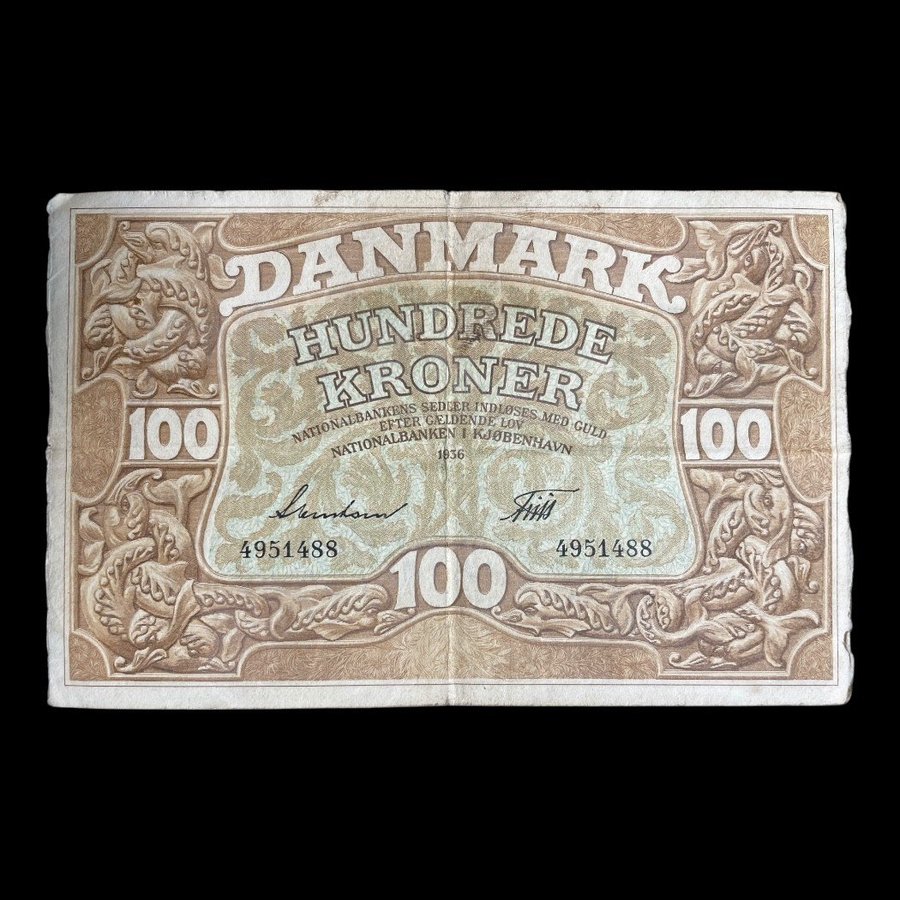 DANMARK
HUNDREDE
KRONER
NATIONALBANKENS SEDLER INDLØSES MED GULD
EFTER GÆLDENDE LOV
NATIONALBANKEN I KJØBENHAVN
1936
100 100
4951488 4951488
100